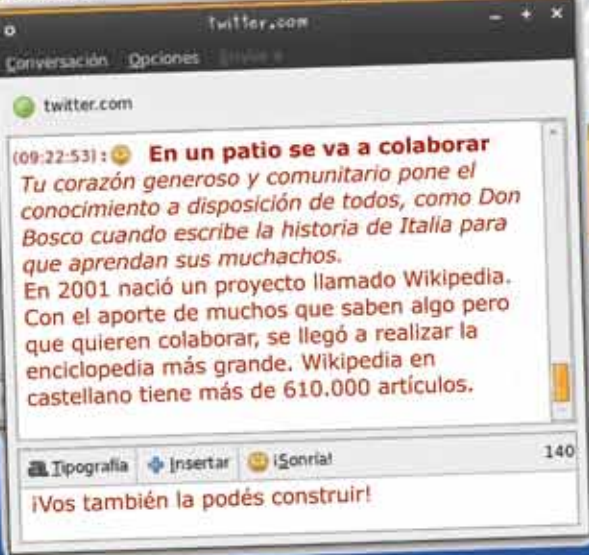 twitter.com
Conversación Opciones
twitter.com
(09:22:53) : En un patio se va a colaborar
Tu corazón generoso y comunitario pone el
conocimiento a disposición de todos, como Don
Bosco cuando escribe la historia de Italia para
que aprendan sus muchachos.
En 2001 nació un proyecto llamado Wikipedia.
Con el aporte de muchos que saben algo pero
que quieren colaborar, se llegó a realizar la
enciclopedia más grande. Wikipedia en
castellano tiene más de 610.000 artículos.
Tipografía Insertar ¡Sonría! 140
¡Vos también la podés construir!